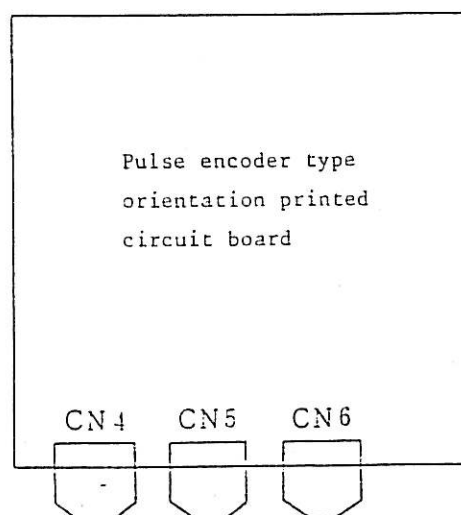 Pulse encoder type
orientation printed
circuit board
CN4 CN5 CN6